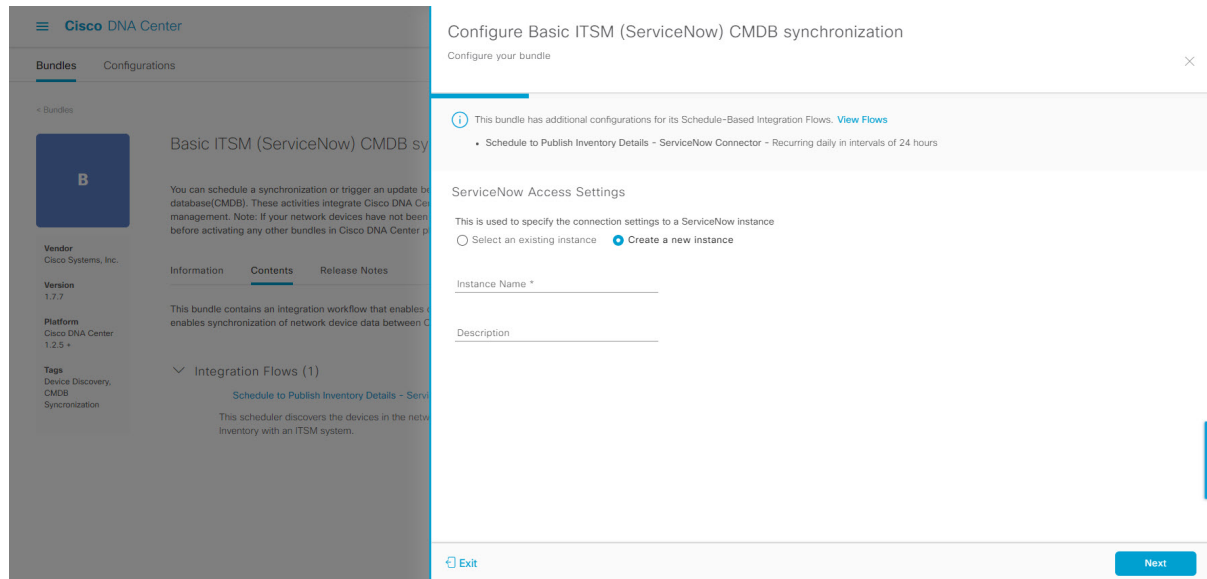 Cisco DNA Center
Bundles Configurations
< Bundles
B
Vendor
Cisco Systems, Inc.
Version
1.7.7
Platform
Cisco DNA Center
1.2.5 +
Tags
Device Discovery,
CMDB
Syncronization
Basic ITSM (ServiceNow) CMDB sy
You can schedule a synchronization or trigger an update be
database(CMDB). These activities integrate Cisco DNA Ce
management. Note: If your network devices have not been
before activating any other bundles in Cisco DNA Center p
Information Contents Release Notes
This bundle contains an integration workflow that enables
enables synchronization of network device data between C
Integration Flows (1)
Schedule to Publish Inventory Details - Servi
This scheduler discovers the devices in the netw
Inventory with an ITSM system.
Configure Basic ITSM (ServiceNow) CMDB synchronization
Configure your bundle
This bundle has additional configurations for its Schedule-Based Integration Flows. View Flows
• Schedule to Publish Inventory Details - ServiceNow Connector - Recurring daily in intervals of 24 hours
ServiceNow Access Settings
This is used to specify the connection settings to a ServiceNow instance
Select an existing instance Create a new instance
Instance Name *
Description
Exit
Next